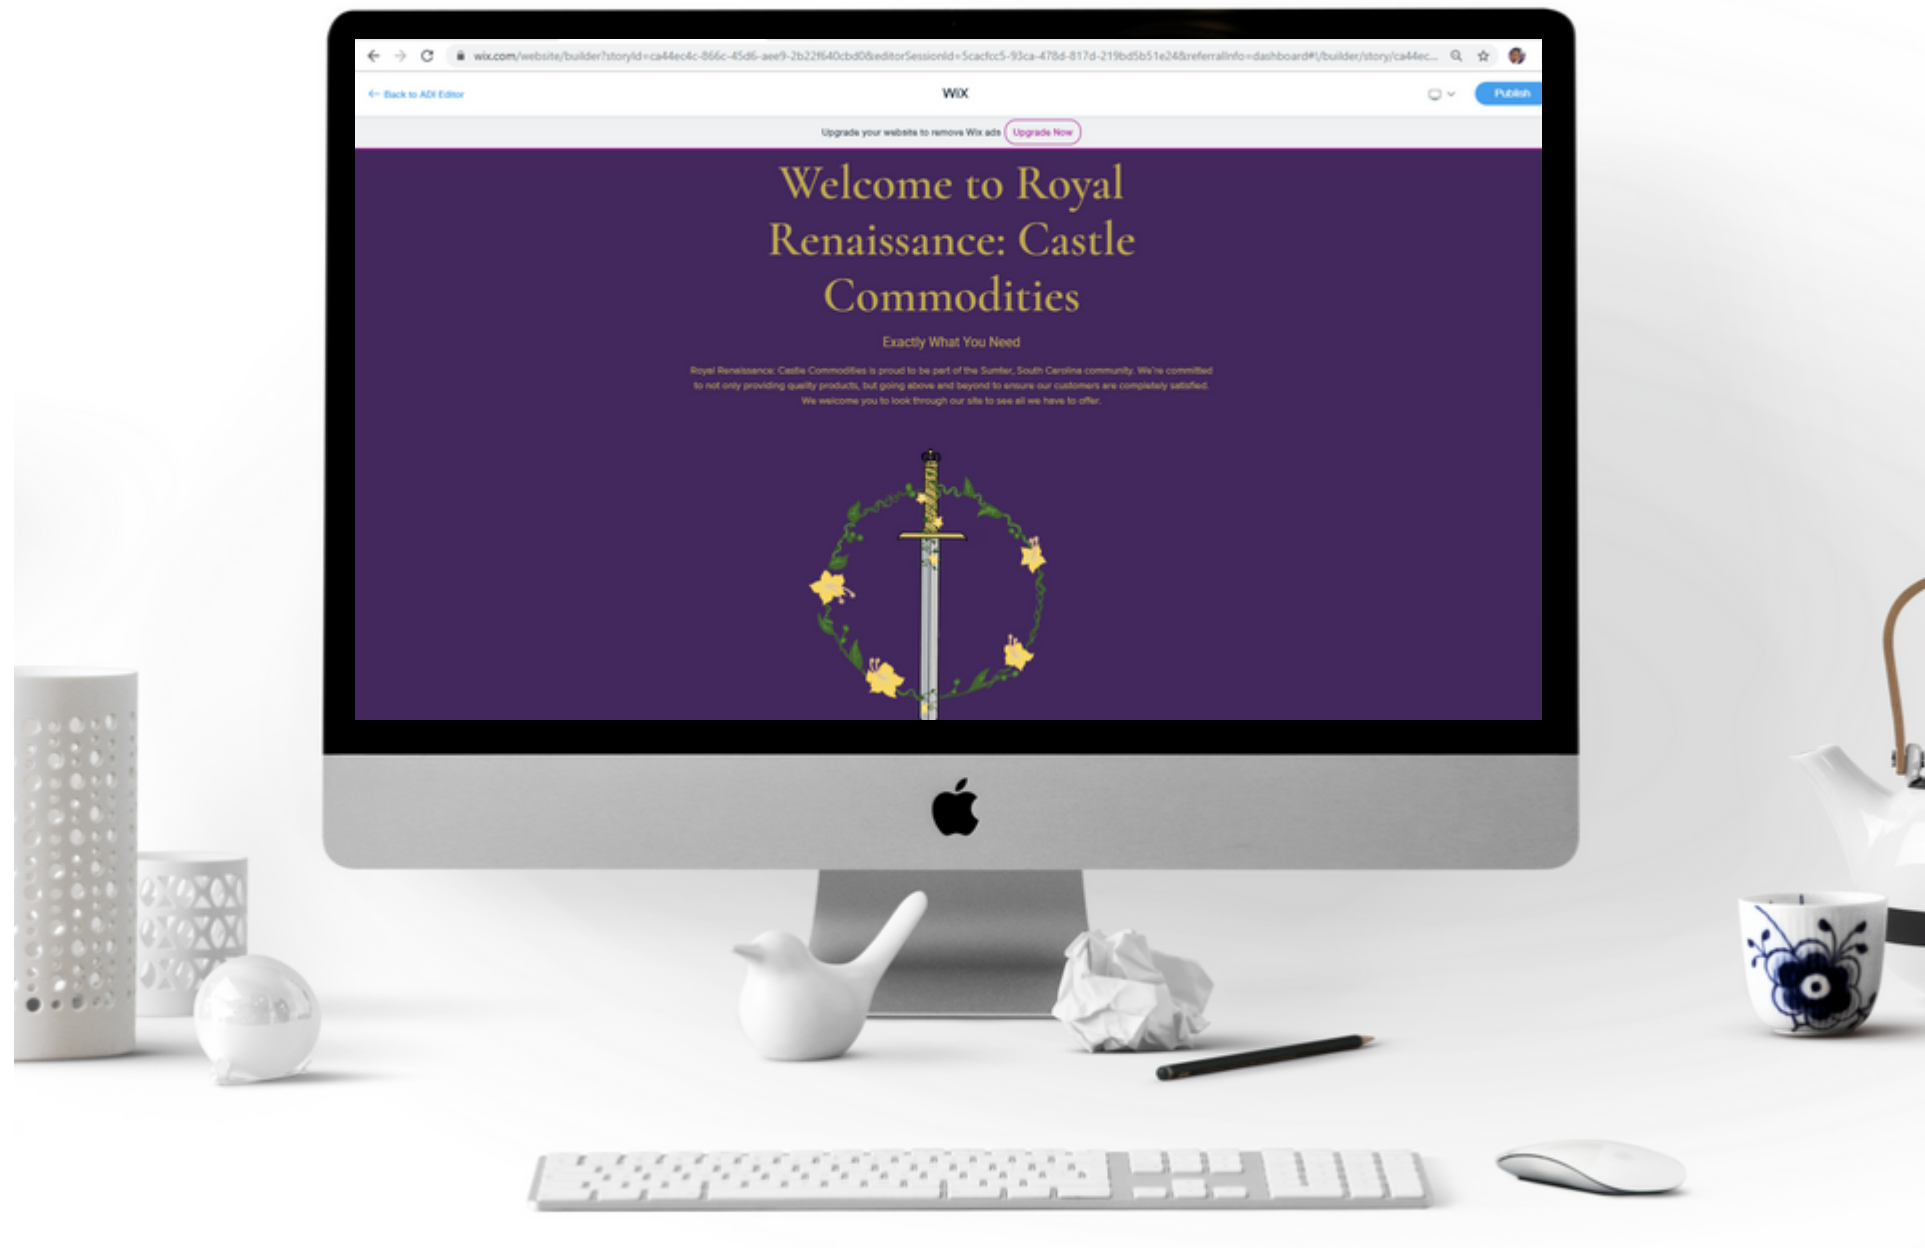 wix.com/website/builder?storyId=ca44ec4c-866c-45d6-aee9-2b22f640cbd0&editorSessionId=5cacfcc5-93ca-478d-817d-219bd5b51e24&referralInfo=dashboard#!/builder/story/ca44ec...
← Back to ADI Editor
WiX
Publish
Upgrade your website to remove Wix ads Upgrade Now
Welcome to Royal
Renaissance: Castle
Commodities
Exactly What You Need
Royal Renaissance: Castle Commodities is proud to be part of the Sumter, South Carolina community. We're committed
to not only providing quality products, but going above and beyond to ensure our customers are completely satisfied.
We welcome you to look through our site to see all we have to offer.